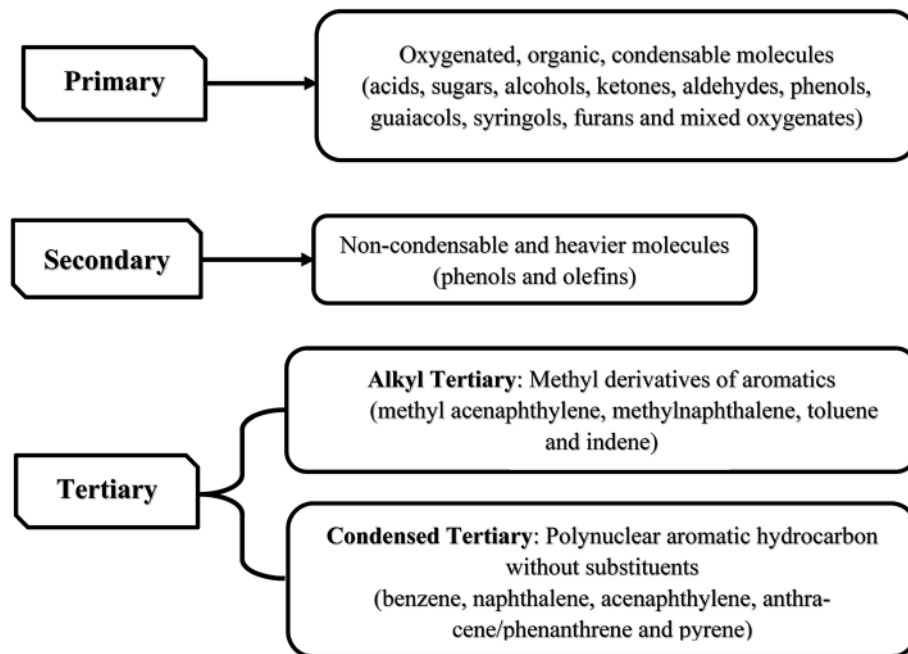 Primary
Oxygenated, organic, condensable molecules
(acids, sugars, alcohols, ketones, aldehydes, phenols,
guaiacols, syringols, furans and mixed oxygenates)
Secondary
Non-condensable and heavier molecules
(phenols and olefins)
Tertiary
Alkyl Tertiary: Methyl derivatives of aromatics
(methyl acenaphthylene, methylnaphthalene, toluene
and indene)
Condensed Tertiary: Polynuclear aromatic hydrocarbon
without substituents
(benzene, naphthalene, acenaphthylene, anthra-
cene/phenanthrene and pyrene)